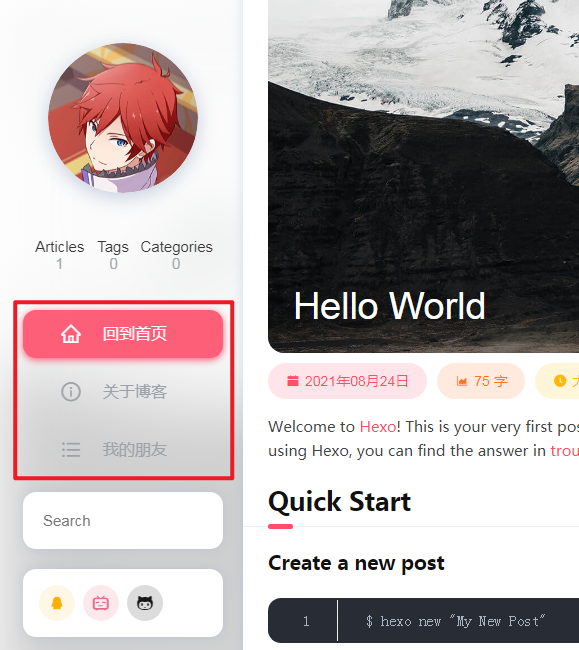 Articles Tags Categories
1 0 0
回到首页
关于博客
我的朋友
Search
Hello World
2021年08月24日 75 字
Welcome to Hexo! This is your very first pos
using Hexo, you can find the answer in trou
Quick Start
Create a new post
1 $ hexo new "My New Post"